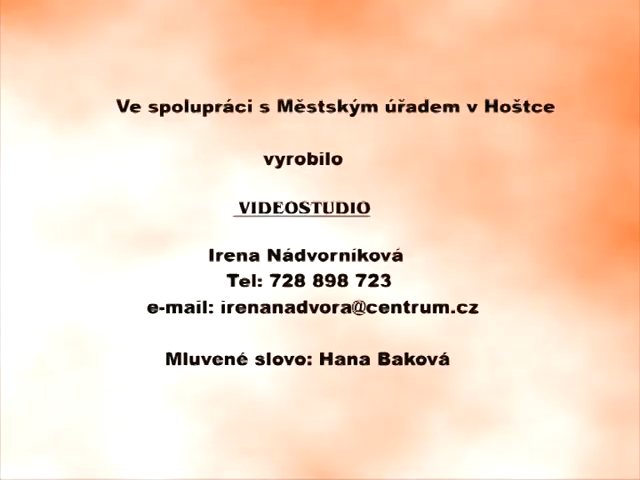 Ve spolupráci s Městským úřadem v Hoštce
vyrobilo
VIDEOSTUDIO
Irena Nádvorníková
Tel: 728 898 723
e-mail: irenanadvora@centrum.cz
Mluvené slovo: Hana Baková